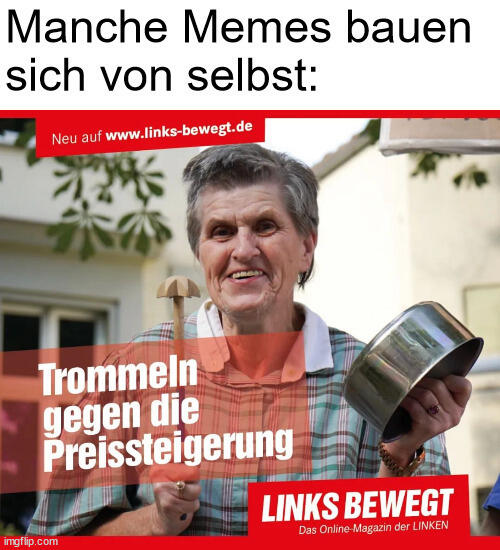 Manche Memes bauen
sich von selbst:
Neu auf www.links-bewegt.de
Trommeln
gegen die
Preissteigerung
LINKS BEWEGT
Das Online-Magazin der LINKEN
imgflip.com